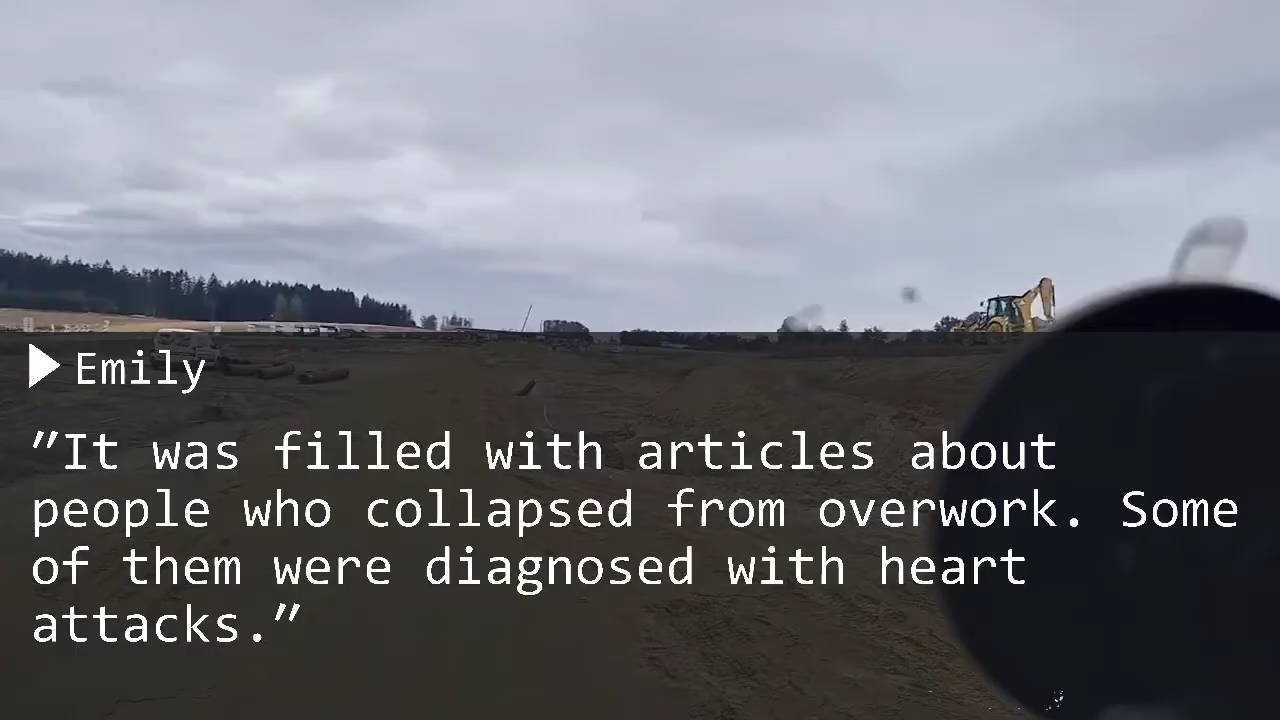 Emily
"It was filled with articles about
people who collapsed from overwork. Some
of them were diagnosed with heart
attacks."